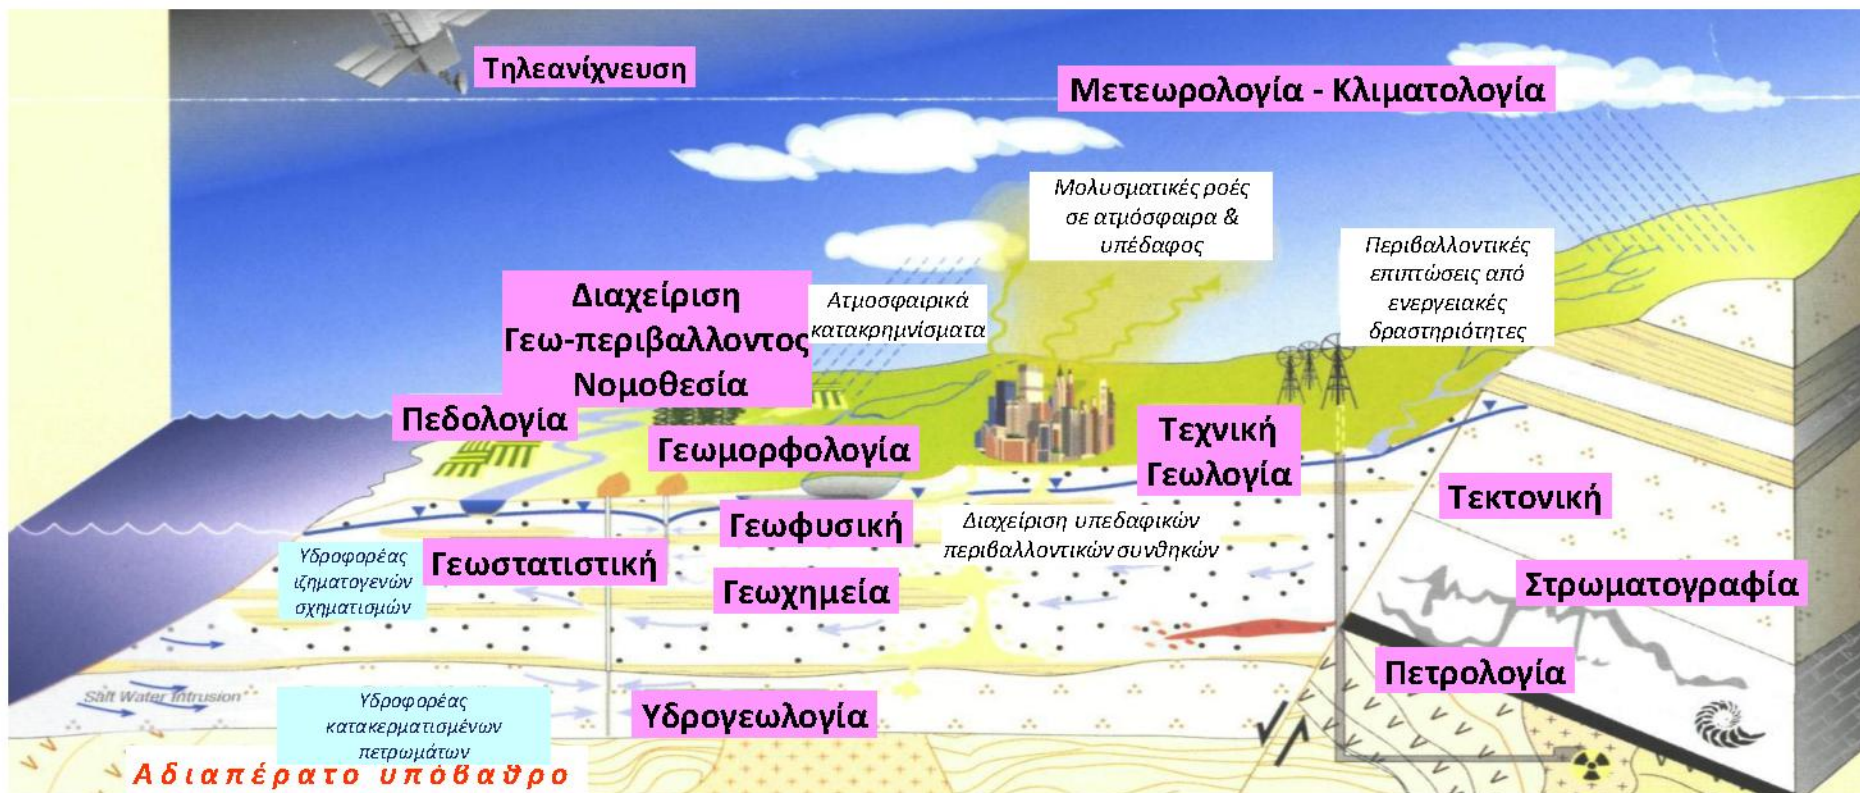 Τηλεανίχνευση
Μετεωρολογία - Κλιματολογία
Μολυσματικές ροές
σε ατμόσφαιρα &
υπέδαφος
Περιβαλλοντικές
επιπτώσεις από
ενεργειακές
δραστηριότητες
Διαχείριση
Γεω-περιβαλλοντος
Νομοθεσία
Ατμοσφαιρικά
κατακρημνίσματα
Πεδολογία
Γεωμορφολογία
Τεχνική
Γεωλογία
Τεκτονική
Γεωφυσική
Διαχείριση υπεδαφικών
περιβαλλοντικών συνθηκών
Υδροφορέας
ιζηματογενών
σχηματισμών
Γεωστατιστική
Γεωχημεία
Στρωματογραφία
Πετρολογία
Salt Water Intrusion
Υδροφορέας
κατακερματισμένων
πετρωμάτων
Υδρογεωλογία
Αδιαπέρατο υπόβαθρο